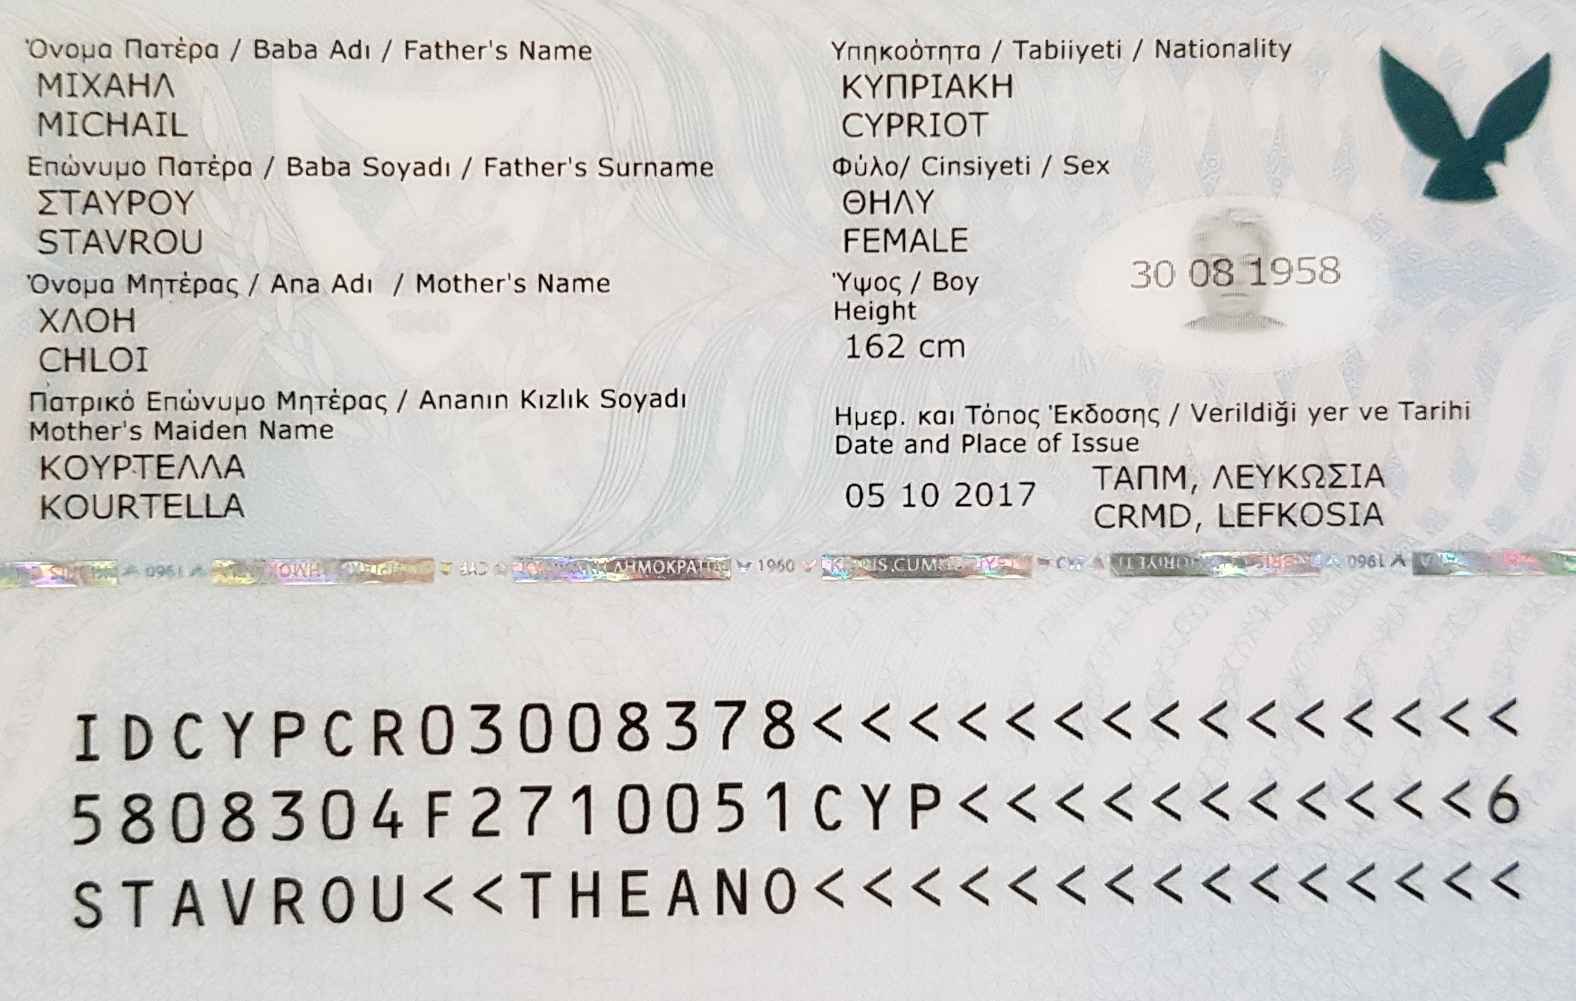 Όνομα Πατέρα / Baba Adı / Father's Name
ΜΙΧΑΗΛ
MICHAIL
Επώνυμο Πατέρα / Baba Soyadı / Father's Surname
ΣΤΑΥΡΟΥ
STAVROU
Όνομα Μητέρας / Ana Adı / Mother's Name
ΧΛΟΗ
CHLOI
Πατρικό Επώνυμο Μητέρας / Ananın Kızlık Soyadı
Mother's Maiden Name
ΚΟΥΡΤΕΛΛΑ
KOURTELLA
Υπηκοότητα / Tabiiyeti / Nationality
ΚΥΠΡΙΑΚΗ
CYPRIOT
Φύλο/ Cinsiyeti / Sex
ΘΗΛΥ
FEMALE
Ύψος / Boy
Height
162 cm
30 08 1958
Ημερ. και Τόπος Έκδοσης / Verildiği yer ve Tarihi
Date and Place of Issue
05 10 2017
ΤΑΠΜ, ΛΕΥΚΩΣΙΑ
CRMD, LEFKOSIA
1960
IDCYPCR03008378<<<<<<<<<<<<<<<
5808304F2710051CYP<<<<<<<<<<<6
STAVROU<<THEANO<<<<<<<<<<<<<<<